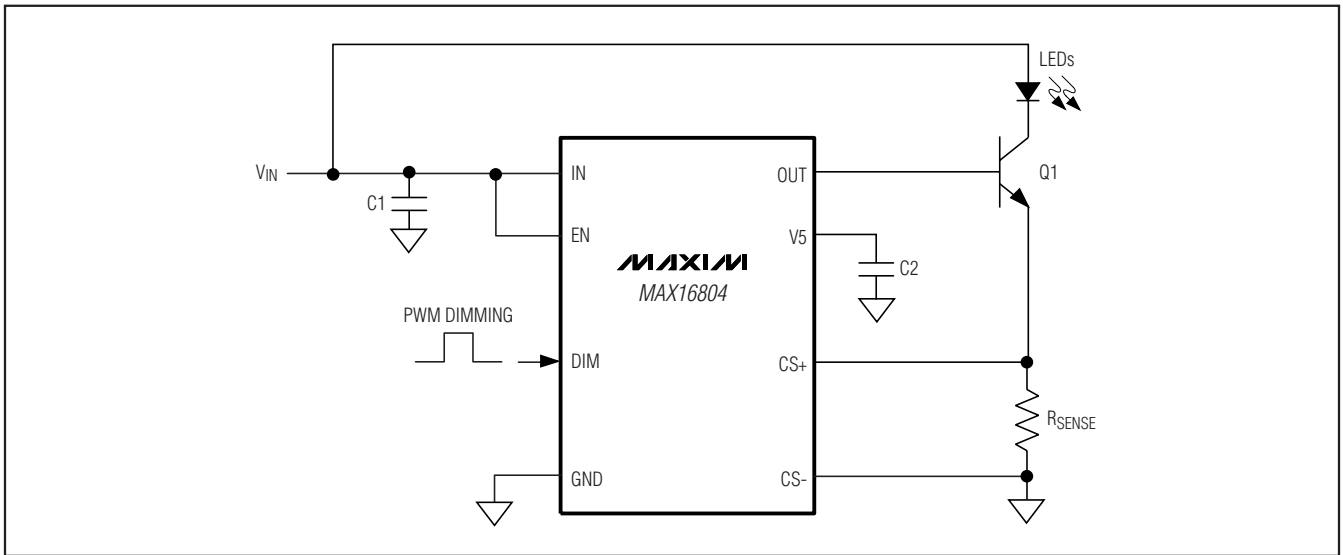 LEDs
VIN
IN
OUT
Q1
C1
EN
V5
MAXIM
C2
MAX16804
PWM DIMMING
DIM
CS+
RSENSE
GND
CS-